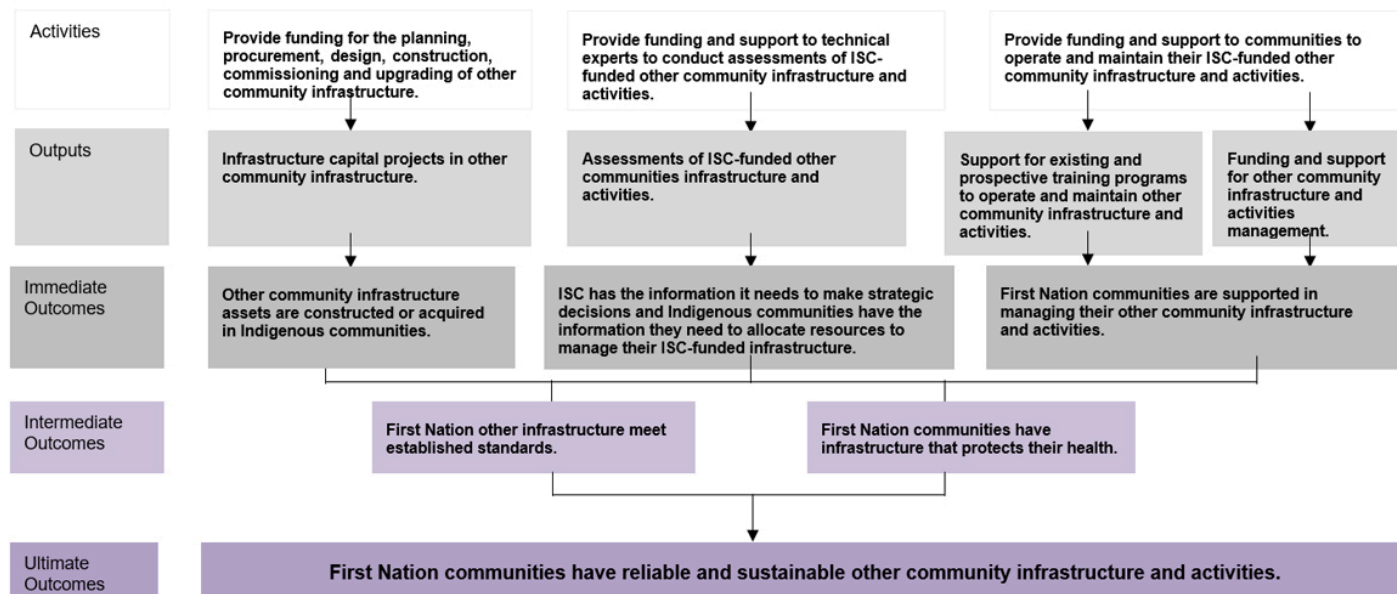 Activities
Provide funding for the planning,
procurement, design, construction,
commissioning and upgrading of other
community infrastructure.
Provide funding and support to technical
experts to conduct assessments of ISC-
funded other community infrastructure and
activities.
Provide funding and support to communities to
operate and maintain their ISC-funded other
community infrastructure and activities.
Outputs
Infrastructure capital projects in other
community infrastructure.
Assessments of ISC-funded other
communities infrastructure and
activities.
Support for existing and
prospective training programs
to operate and maintain other
community infrastructure and
activities.
Funding and support
for other community
infrastructure and
activities
management.
Immediate
Outcomes
Other community infrastructure
assets are constructed or acquired
in Indigenous communities.
ISC has the information it needs to make strategic
decisions and Indigenous communities have the
information they need to allocate resources to
manage their ISC-funded infrastructure.
First Nation communities are supported in
managing their other community infrastructure
and activities.
Intermediate
Outcomes
First Nation other infrastructure meet
established standards.
First Nation communities have
infrastructure that protects their health.
Ultimate
Outcomes
First Nation communities have reliable and sustainable other community infrastructure and activities.